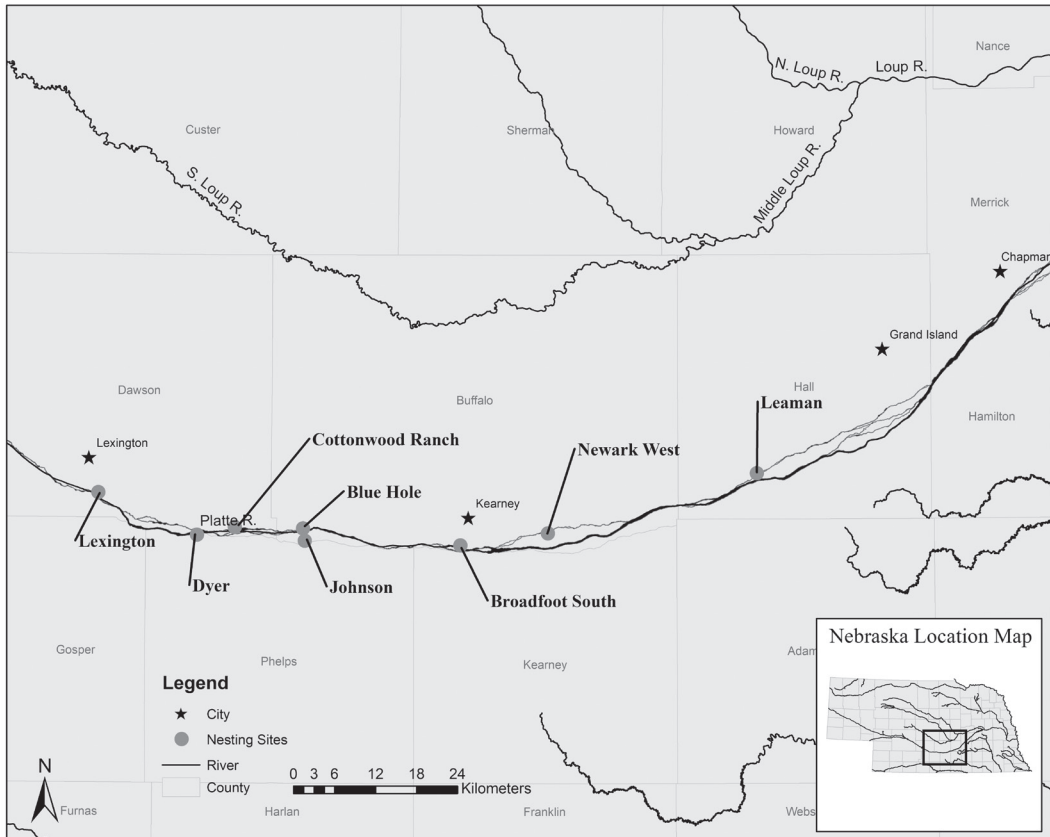 Nance
N. Loup R.
Loup R.
Custer
Sherman
Howard
S. Loup R.
Middle Loup R.
Merrick
Chapman
Grand Island
Dawson
Buffalo
Hall
Leaman
Hamilton
Cottonwood Ranch
Lexington
Newark West
Blue Hole
Kearney
Platte R.
Lexington
Dyer
Johnson
Broadfoot South
Gosper
Phelps
Kearney
Adam
Nebraska Location Map
Legend
City
Nesting Sites
River
County
0 3 6 12 18 24
Kilometers
N
Furnas
Harlan
Franklin
Webs